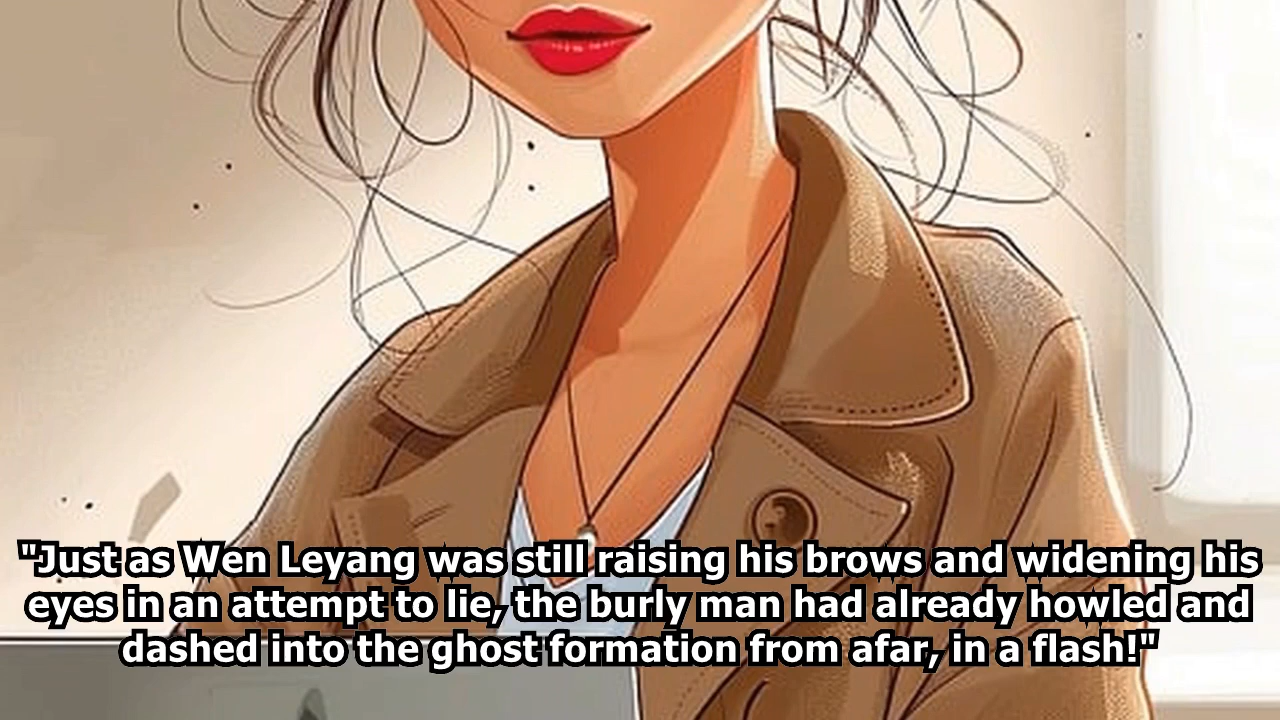 "Just as Wen Leyang was still raising his brows and widening his
eyes in an attempt to lie, the burly man had already howled and
dashed into the ghost formation from afar, in a flash!"